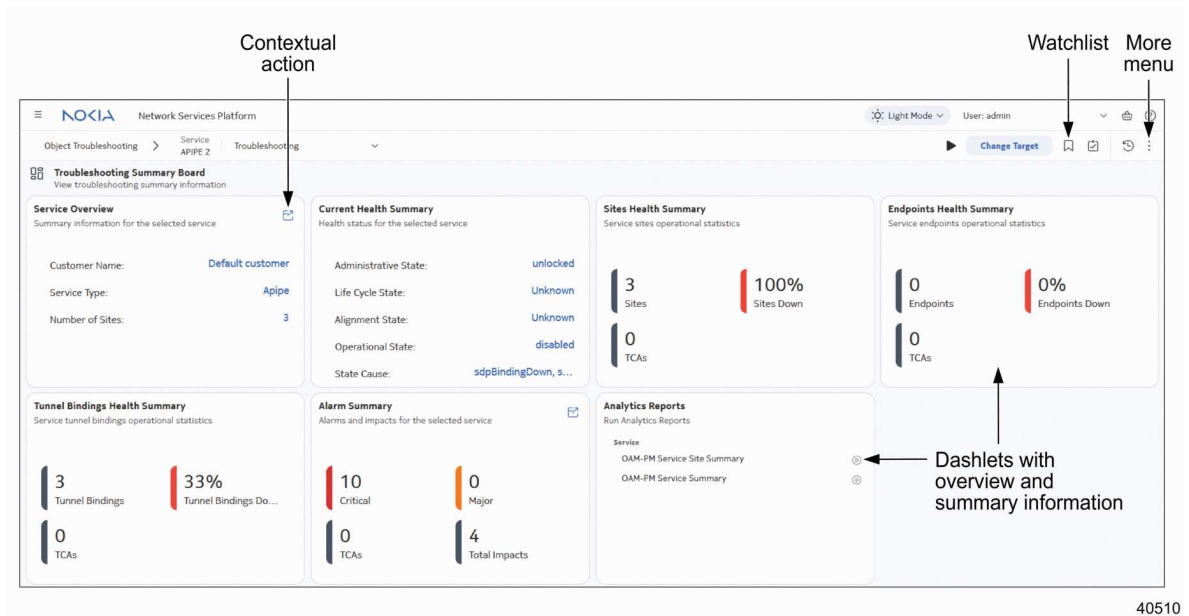 Contextual
action
Watchlist
More
menu
NOKIA Network Services Platform
Light Mode
User: admin
Object Troubleshooting
Service
APIPE 2
Troubleshooting
Change Target
Troubleshooting Summary Board
View troubleshooting summary information
Service Overview
Summary information for the selected service
Customer Name: Default customer
Service Type: Apipe
Number of Sites: 3
Current Health Summary
Health status for the selected service
Administrative State: unlocked
Life Cycle State: Unknown
Alignment State: Unknown
Operational State: disabled
State Cause: sdpBindingDown, s...
Sites Health Summary
Service sites operational statistics
3
Sites
100%
Sites Down
0
TCAs
Endpoints Health Summary
Service endpoints operational statistics
0
Endpoints
0%
Endpoints Down
0
TCAs
Tunnel Bindings Health Summary
Service tunnel bindings operational statistics
3
Tunnel Bindings
33%
Tunnel Bindings Do...
0
TCAs
Alarm Summary
Alarms and impacts for the selected service
10
Critical
0
Major
0
TCAs
4
Total Impacts
Analytics Reports
Run Analytics Reports
Service
OAM-PM Service Site Summary
OAM-PM Service Summary
Dashlets with
overview and
summary information
40510